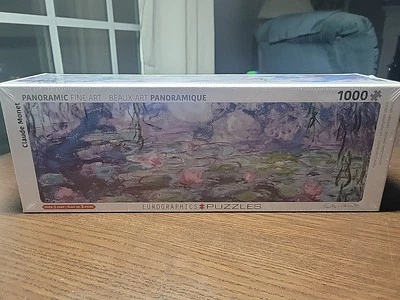 PANORAMIC FINE ART - BEAUX-ART PANORAMIQUE
1000
Claude Monet
EUROGRAPHICS PUZZLES